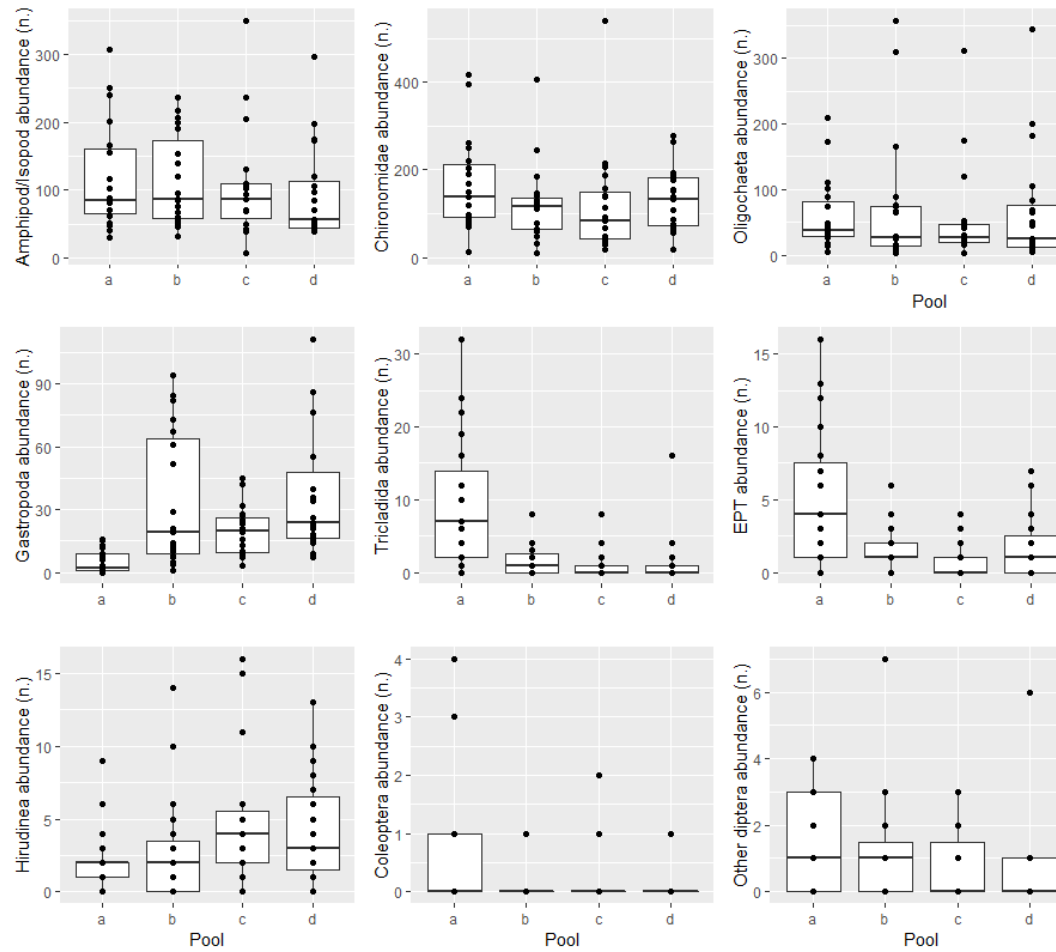 Amphipod/Isopod abundance (n.)
300
200
100
0
a b c d
Chironomidae abundance (n.)
400
200
0
a b c d
Oligochaeta abundance (n.)
300
200
100
0
a b c d
Pool
Gastropoda abundance (n.)
90
60
30
0
a b c d
Tricladida abundance (n.)
30
20
10
0
a b c d
EPT abundance (n.)
15
10
5
0
a b c d
Hirudinea abundance (n.)
15
10
5
0
a b c d
Pool
Coleoptera abundance (n.)
4
3
2
1
0
a b c d
Pool
Other diptera abundance (n.)
6
4
2
0
a b c d
Pool